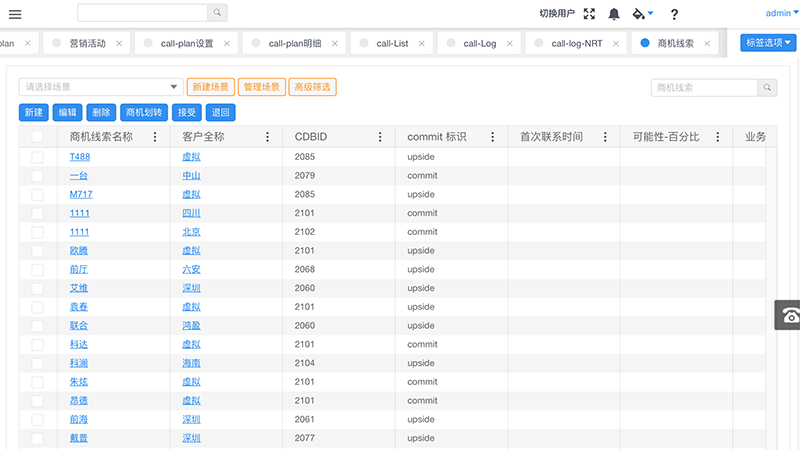 切换用户 ? admin
plan × 营销活动 × call-plan设置 × call-plan明细 × call-List × call-Log × call-log-NRT × 商机线索 × 标签选项
请选择场景 新建场景 管理场景 高级筛选 商机线索
新建 编辑 删除 商机划转 接受 退回
商机线索名称 客户全称 CDBID commit 标识 首次联系时间 可能性-百分比 业务
T488 虚拟 2085 upside
一台 中山 2079 commit
M717 虚拟 2085 upside
1111 四川 2101 commit
1111 北京 2102 commit
欧腾 虚拟 2101 upside
前厅 六安 2068 upside
艾维 深圳 2060 upside
袁春 虚拟 2101 upside
联合 鸿盈 2060 upside
科达 虚拟 2101 commit
科澜 海南 2104 upside
朱炫 虚拟 2101 commit
昂德 虚拟 2101 commit
前海 深圳 2061 upside
戴普 深圳 2077 upside